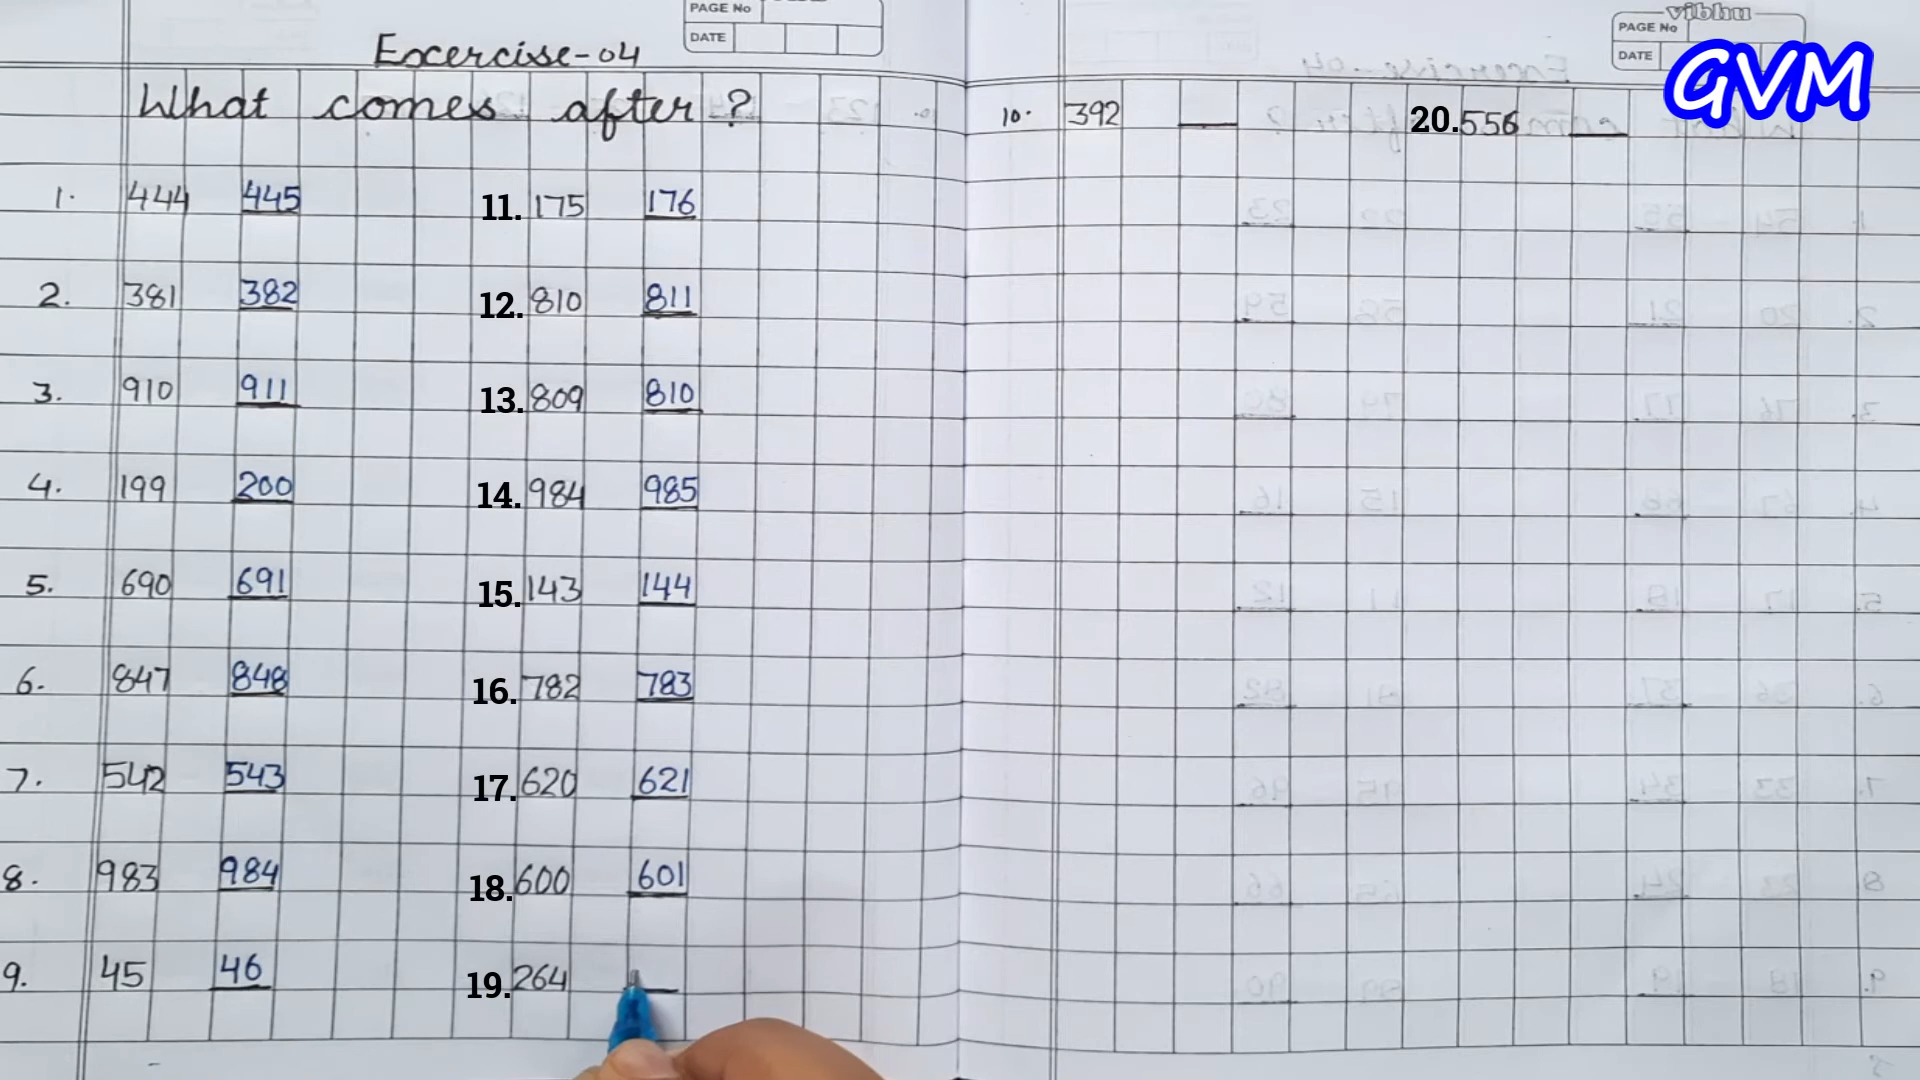 PAGE No
DATE
Excercise-04
What comes after ?
1. 444 445
2. 381 382
3. 910 911
4. 199 200
5. 690 691
6. 847 848
7. 542 543
8. 983 984
9. 45 46
11. 175 176
12. 810 811
13. 809 810
14. 984 985
15. 143 144
16. 782 783
17. 620 621
18. 600 601
19. 264 __
vibhu
PAGE No
DATE
GVM
10. 392 __
20. 556 __